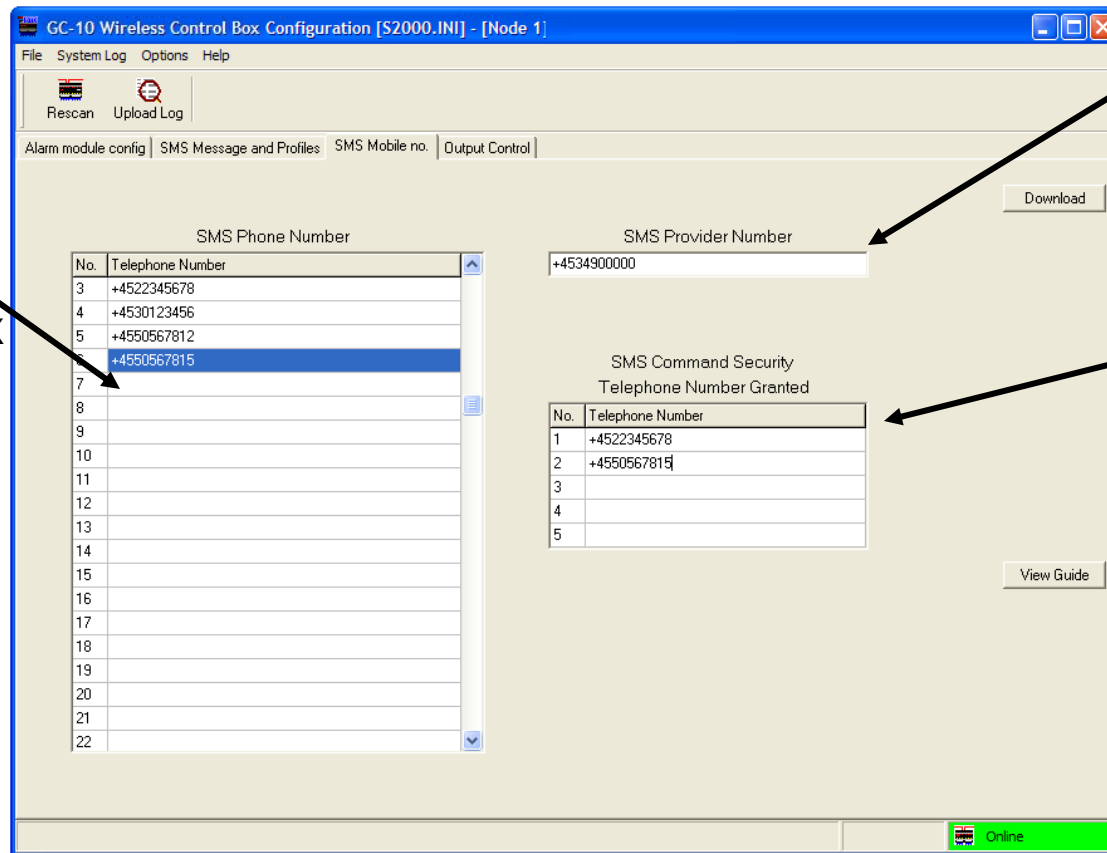 GC-10 Wireless Control Box Configuration [S2000.INI] - [Node 1]
File System Log Options Help
Rescan Upload Log
Alarm module config SMS Message and Profiles SMS Mobile no. Output Control
Download
SMS Phone Number
No. Telephone Number
3 +4522345678
4 +4530123456
5 +4550567812
6 +4550567815
7
8
9
10
11
12
13
14
15
16
17
18
19
20
21
22
SMS Provider Number
+4534900000
SMS Command Security
Telephone Number Granted
No. Telephone Number
1 +4522345678
2 +4550567815
3
4
5
View Guide
Online